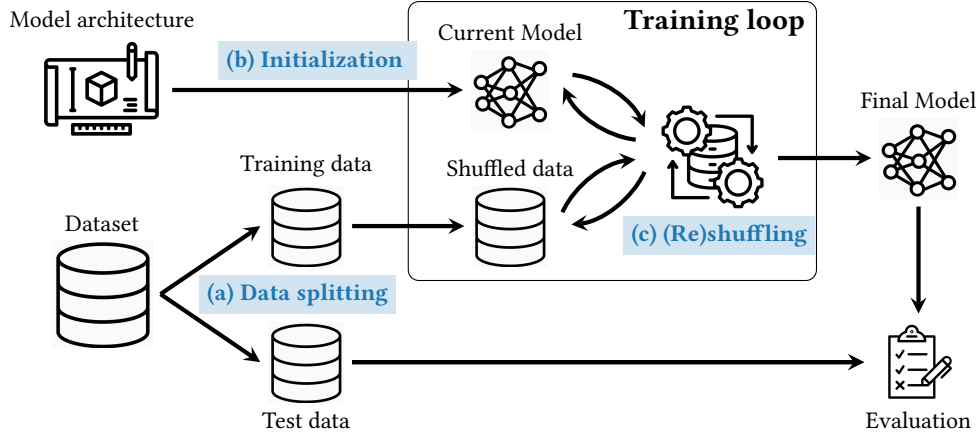 Model architecture
(b) Initialization
Training loop
Current Model
Final Model
Training data
Shuffled data
Dataset
(c) (Re)shuffling
(a) Data splitting
Test data
Evaluation